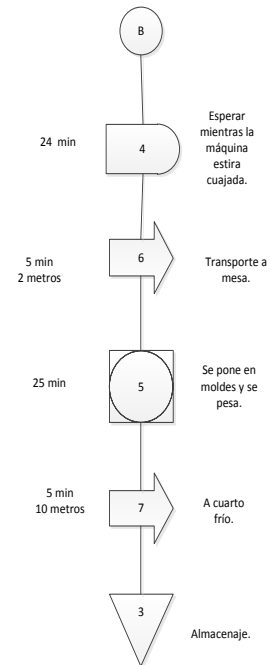 B
24 min
4
Esperar
mientras la
máquina
estira
cuajada.
5 min
2 metros
6
Transporte a
mesa.
25 min
5
Se pone en
moldes y se
pesa.
5 min
10 metros
7
A cuarto
frío.
3
Almacenaje.